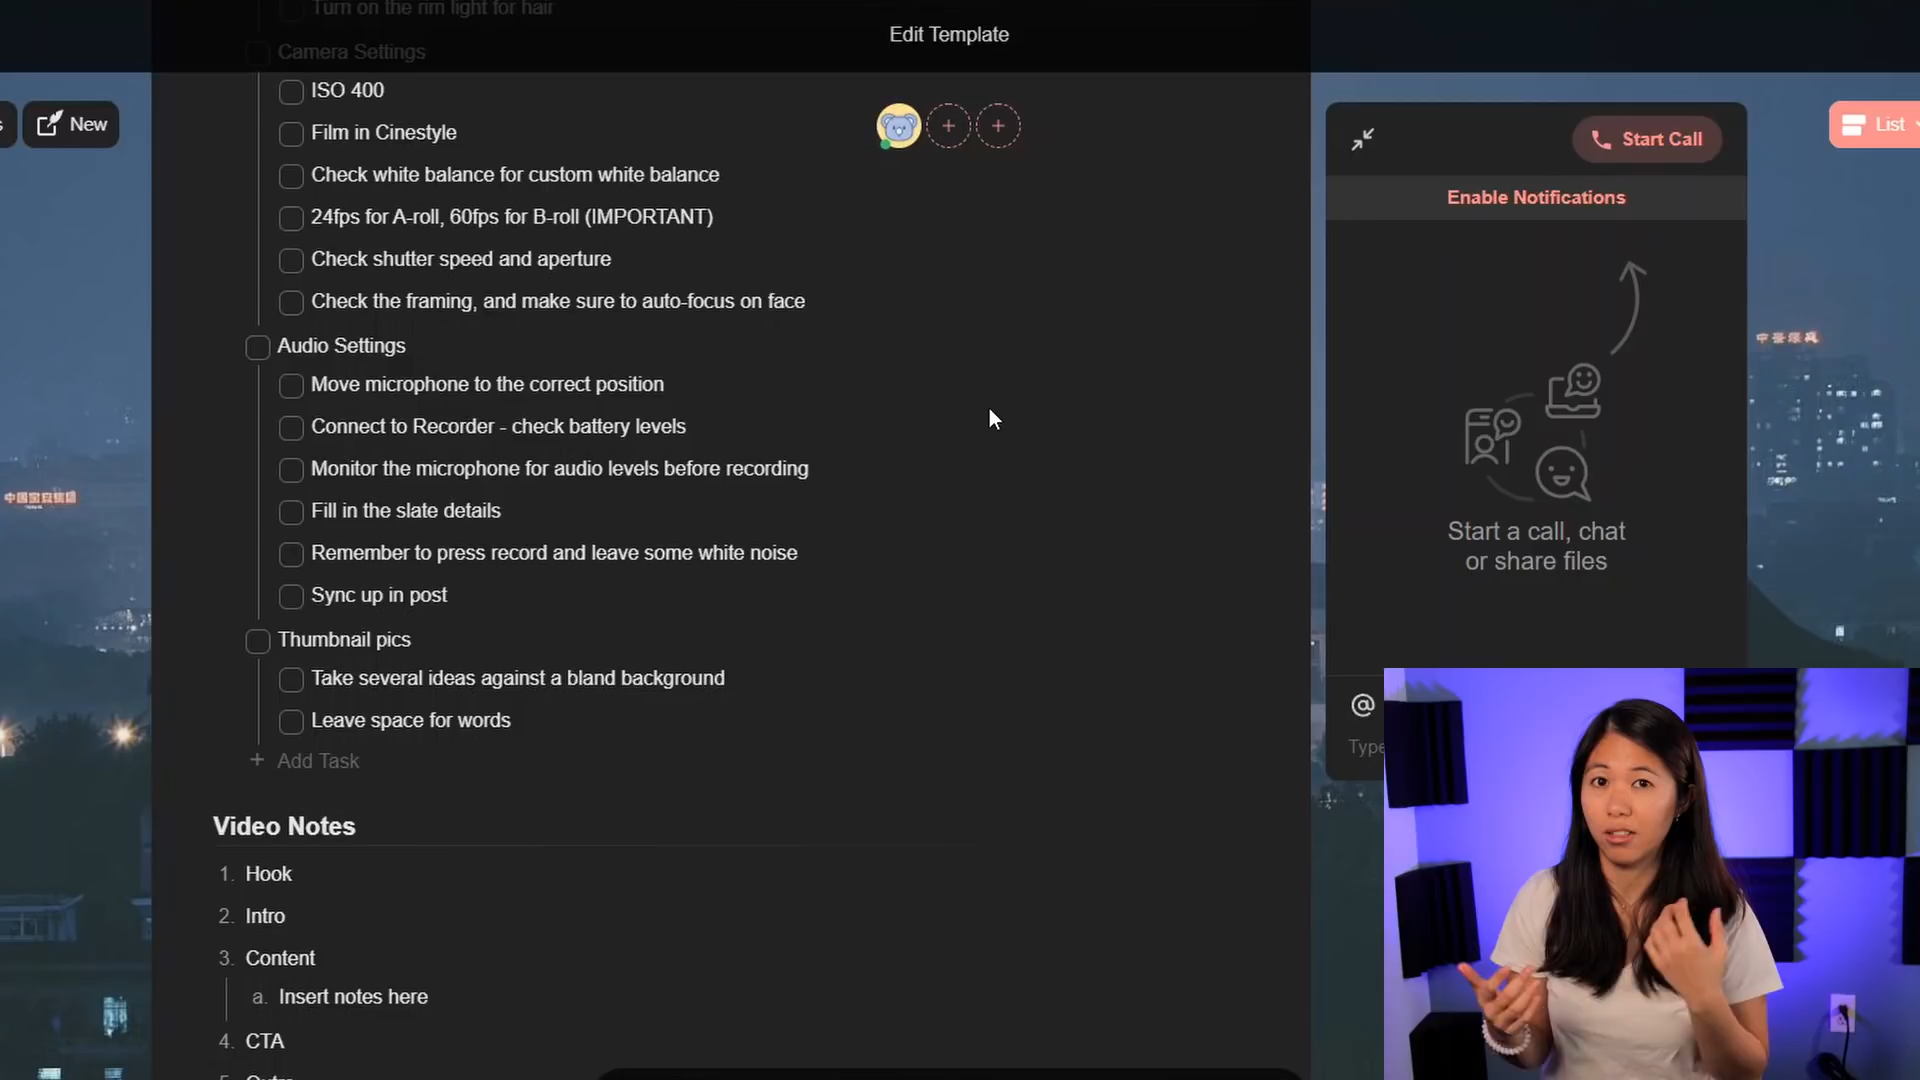 Turn on the rim light for hair
Edit Template
Camera Settings
ISO 400
New
List
Film in Cinestyle
Start Call
Check white balance for custom white balance
Enable Notifications
24fps for A-roll, 60fps for B-roll (IMPORTANT)
Check shutter speed and aperture
Check the framing, and make sure to auto-focus on face
Audio Settings
Move microphone to the correct position
Connect to Recorder - check battery levels
Monitor the microphone for audio levels before recording
Fill in the slate details
Start a call, chat
or share files
Remember to press record and leave some white noise
Sync up in post
Thumbnail pics
Take several ideas against a bland background
Leave space for words
@
Type
+ Add Task
Video Notes
1. Hook
2. Intro
3. Content
a. Insert notes here
4. CTA